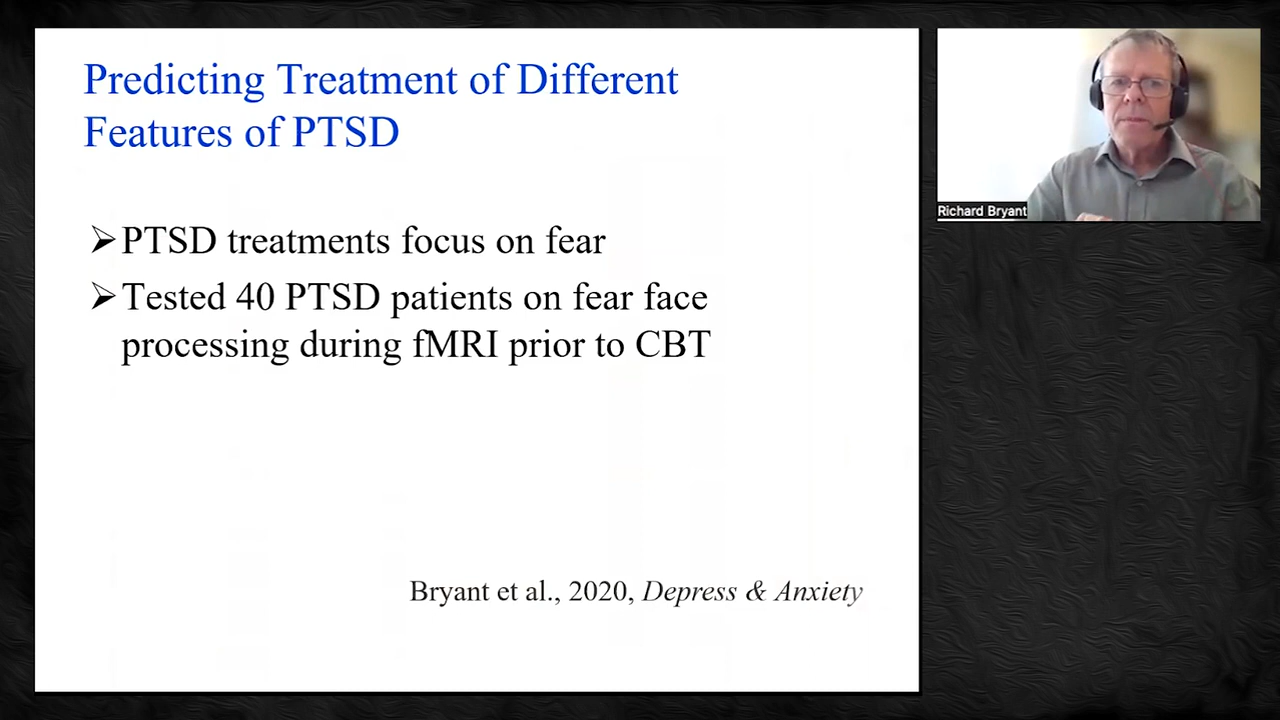 Predicting Treatment of Different
Features of PTSD
➢PTSD treatments focus on fear
➢Tested 40 PTSD patients on fear face
processing during fMRI prior to CBT
Bryant et al., 2020, Depress & Anxiety
Richard Bryant